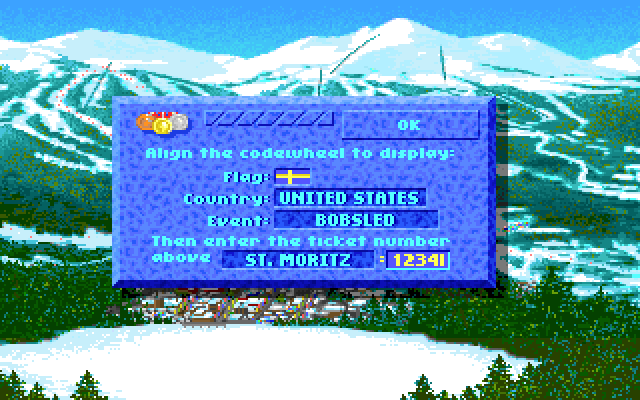 OK
Align the codewheel to display:
Flag:
Country: UNITED STATES
Event: BOBSLED
Then enter the ticket number
above ST. MORITZ : 1234